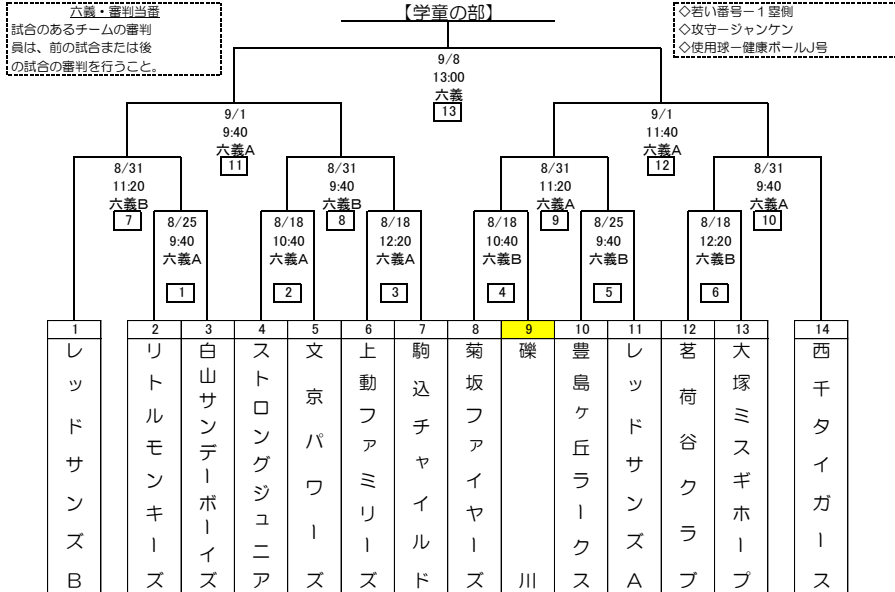 六義・審判当番
試合のあるチームの審判
員は、前の試合または後
の試合の審判を行うこと。
【学童の部】
◇若い番号－１塁側
◇攻守－ジャンケン
◇使用球－健康ボールJ号
9/8
13:00
六義
13
9/1
9:40
六義A
11
9/1
11:40
六義A
12
8/31
11:20
六義B
7
8/31
9:40
六義B
8
8/31
11:20
六義A
9
8/31
9:40
六義A
10
8/25
9:40
六義A
1
8/18
10:40
六義A
2
8/18
12:20
六義A
3
8/18
10:40
六義B
4
8/25
9:40
六義B
5
8/18
12:20
六義B
6
1
レッドサンズB
2
リトルモンキーズ
3
白山サンデーボーイズ
4
ストロングジュニア
5
文京パワーズ
6
上動ファミリーズ
7
駒込チャイルド
8
菊坂ファイヤーズ
9
礫川
10
豊島ヶ丘ラークス
11
レッドサンズA
12
茗荷谷クラブ
13
大塚ミスギホープ
14
西千タイガース